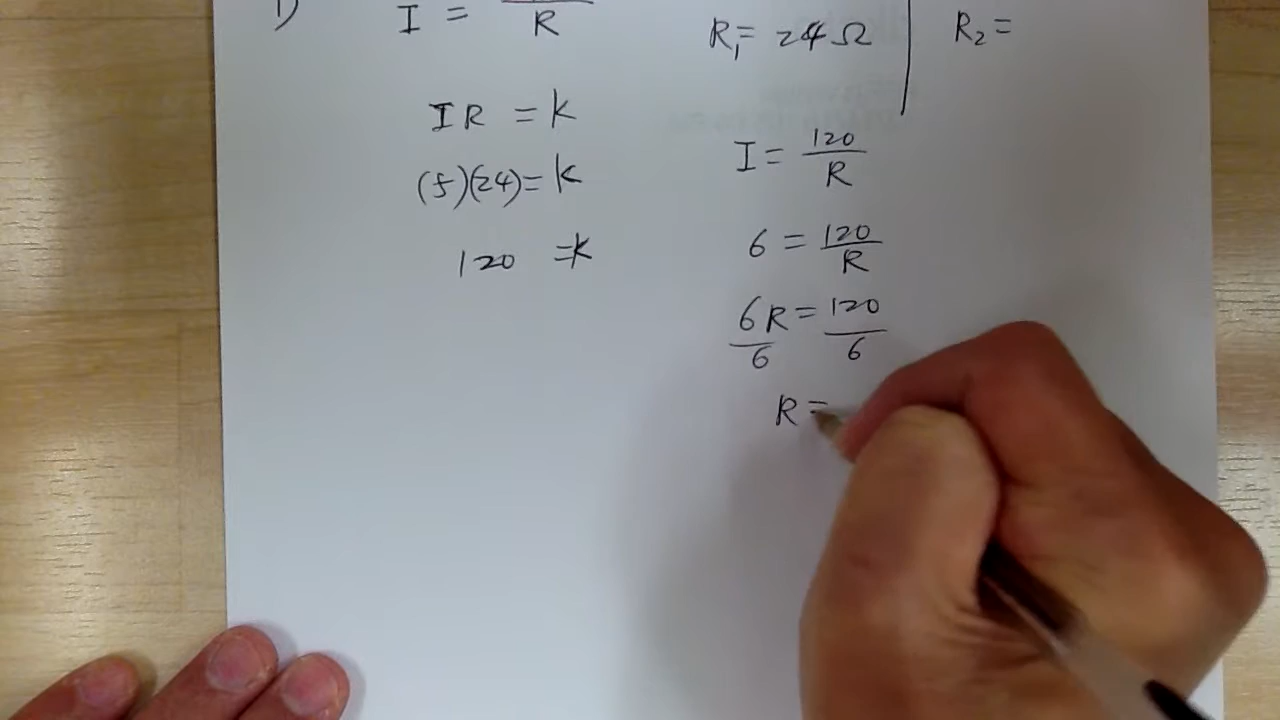 1)
I = /R
R₁ = 24 Ω | R₂ =
IR = k
(5)(24) = k
120 = k
I = 120/R
6 = 120/R
6R/6 = 120/6
R =